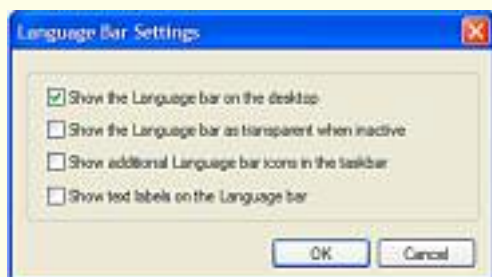 Language Bar Settings
Show the Language bar on the desktop
Show the Language bar as transparent when inactive
Show additional Language bar icons in the taskbar
Show text labels on the Language bar
OK
Cancel